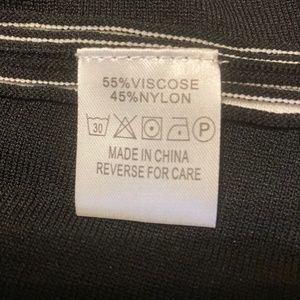 55%VISCOSE
45%NYLON
30 P
MADE IN CHINA
REVERSE FOR CARE